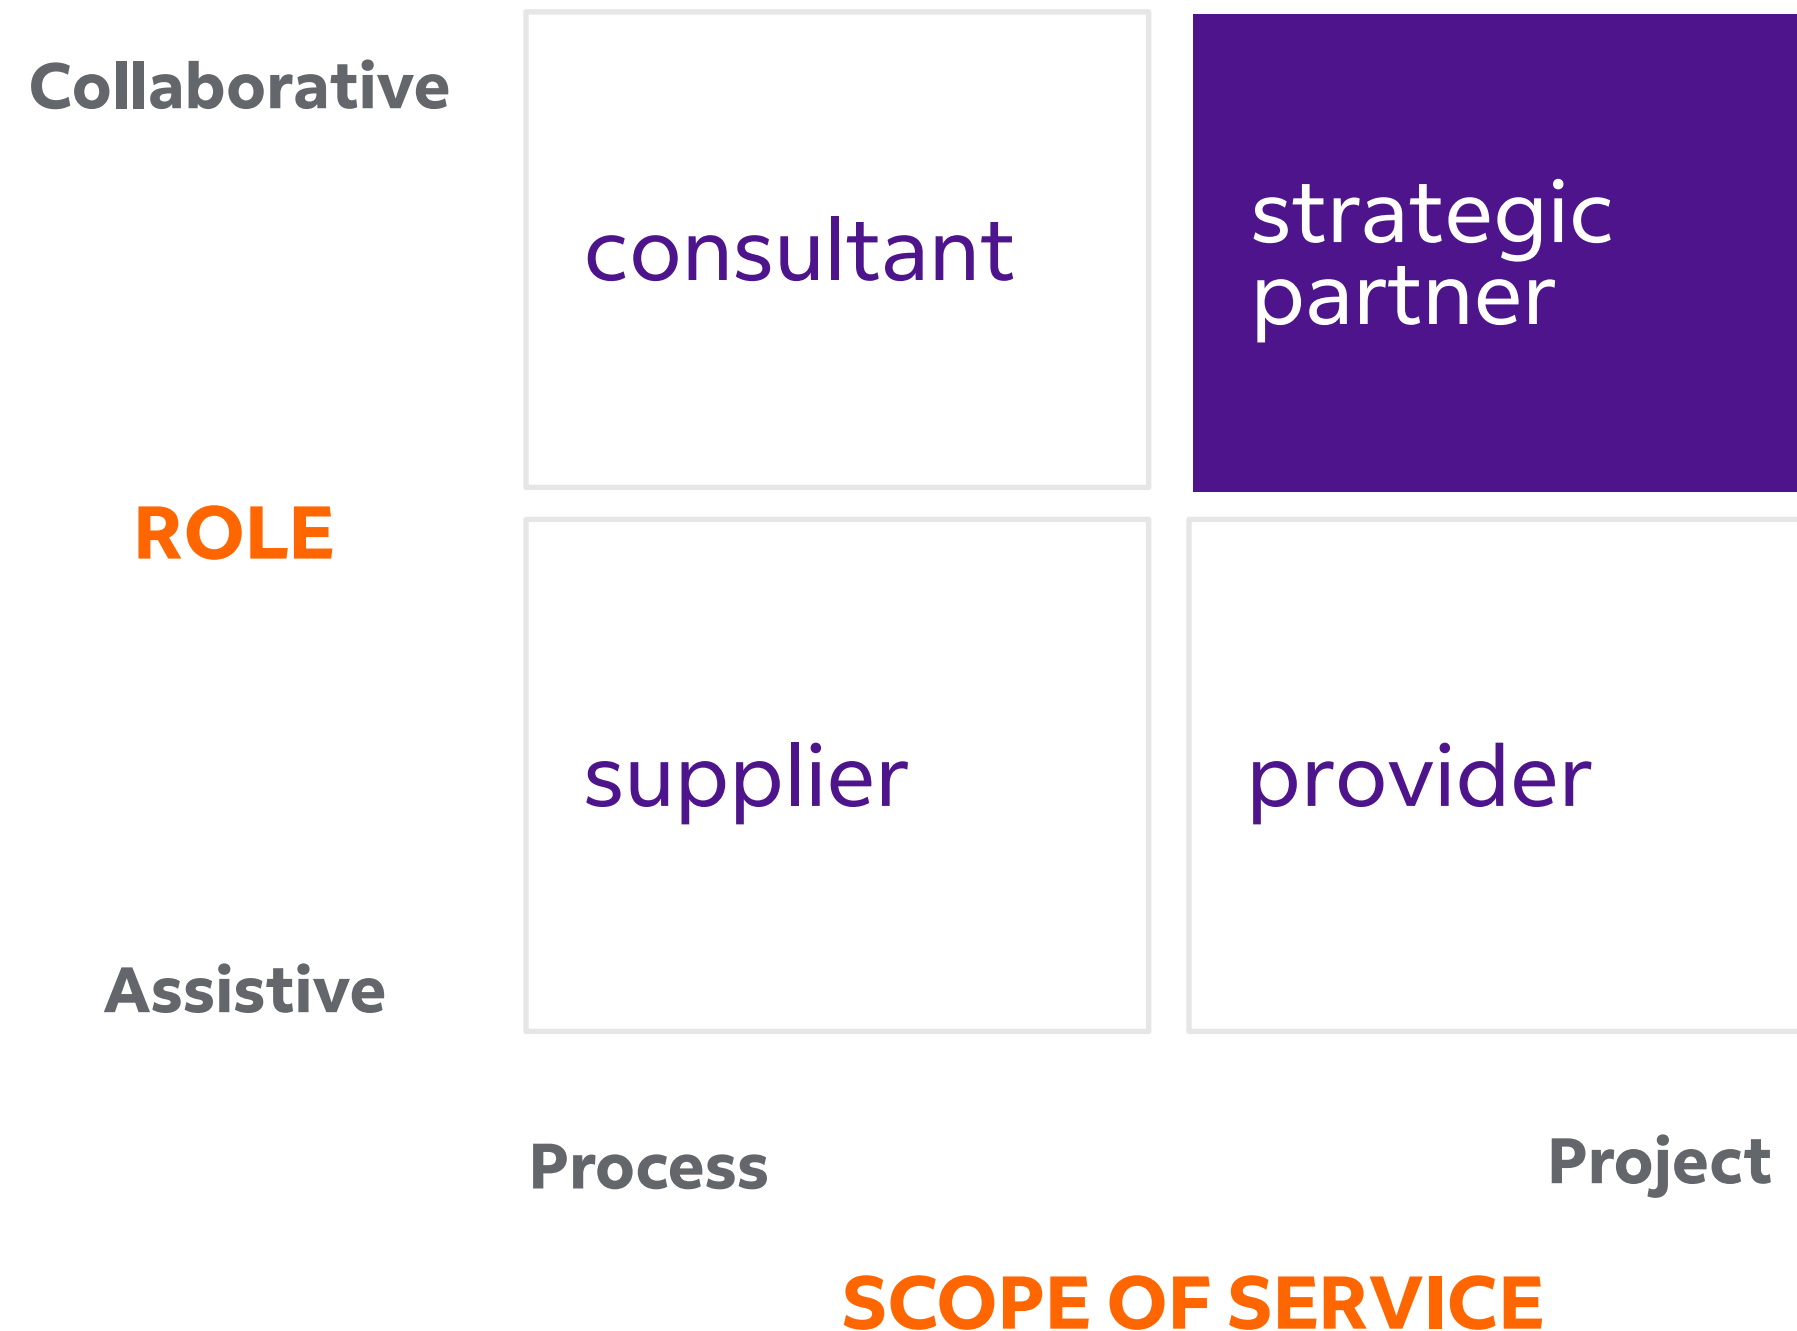 Collaborative
consultant
strategic
partner
ROLE
supplier
provider
Assistive
Process
Project
SCOPE OF SERVICE